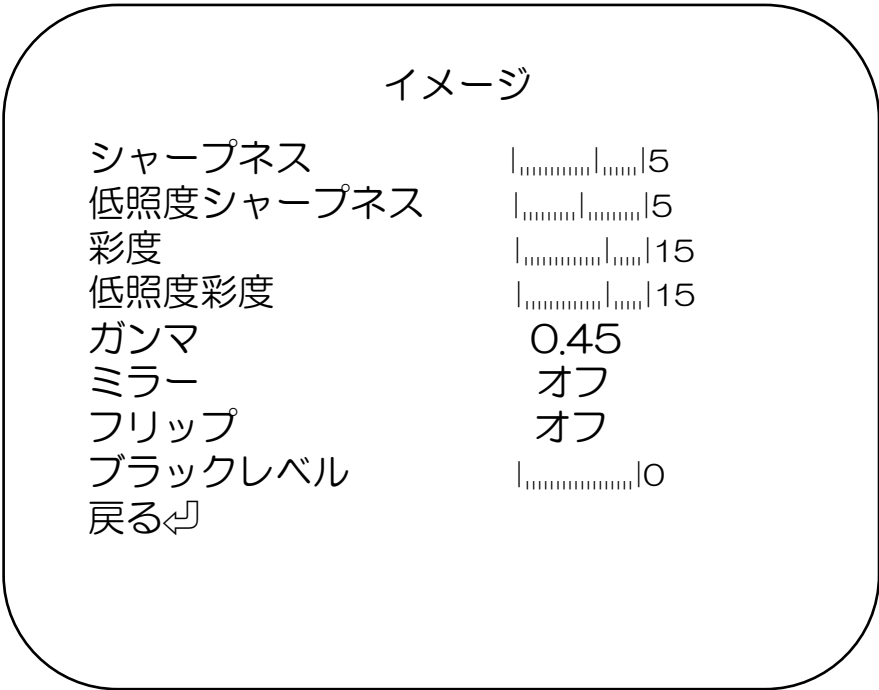 イメージ
シャープネス 5
低照度シャープネス 5
彩度 15
低照度彩度 15
ガンマ 0.45
ミラー オフ
フリップ オフ
ブラックレベル 0
戻る